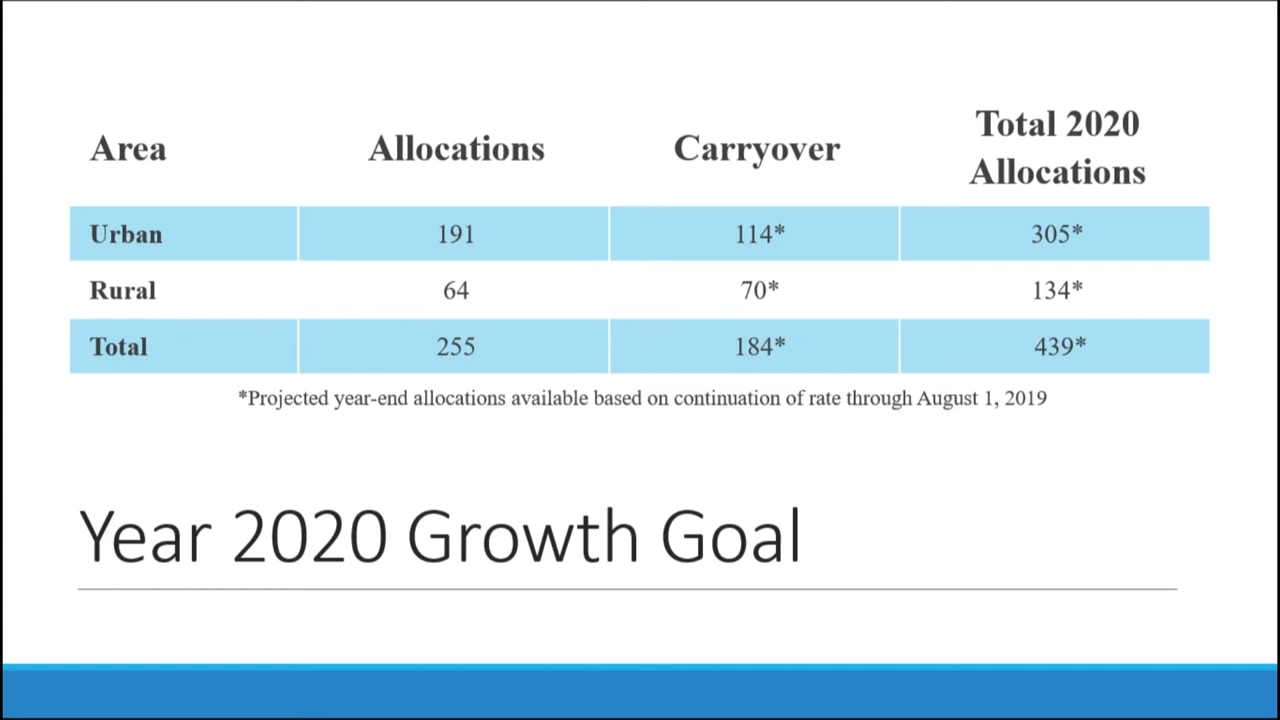 Area Allocations Carryover Total 2020 Allocations
Urban 191 114* 305*
Rural 64 70* 134*
Total 255 184* 439*
*Projected year-end allocations available based on continuation of rate through August 1, 2019
Year 2020 Growth Goal